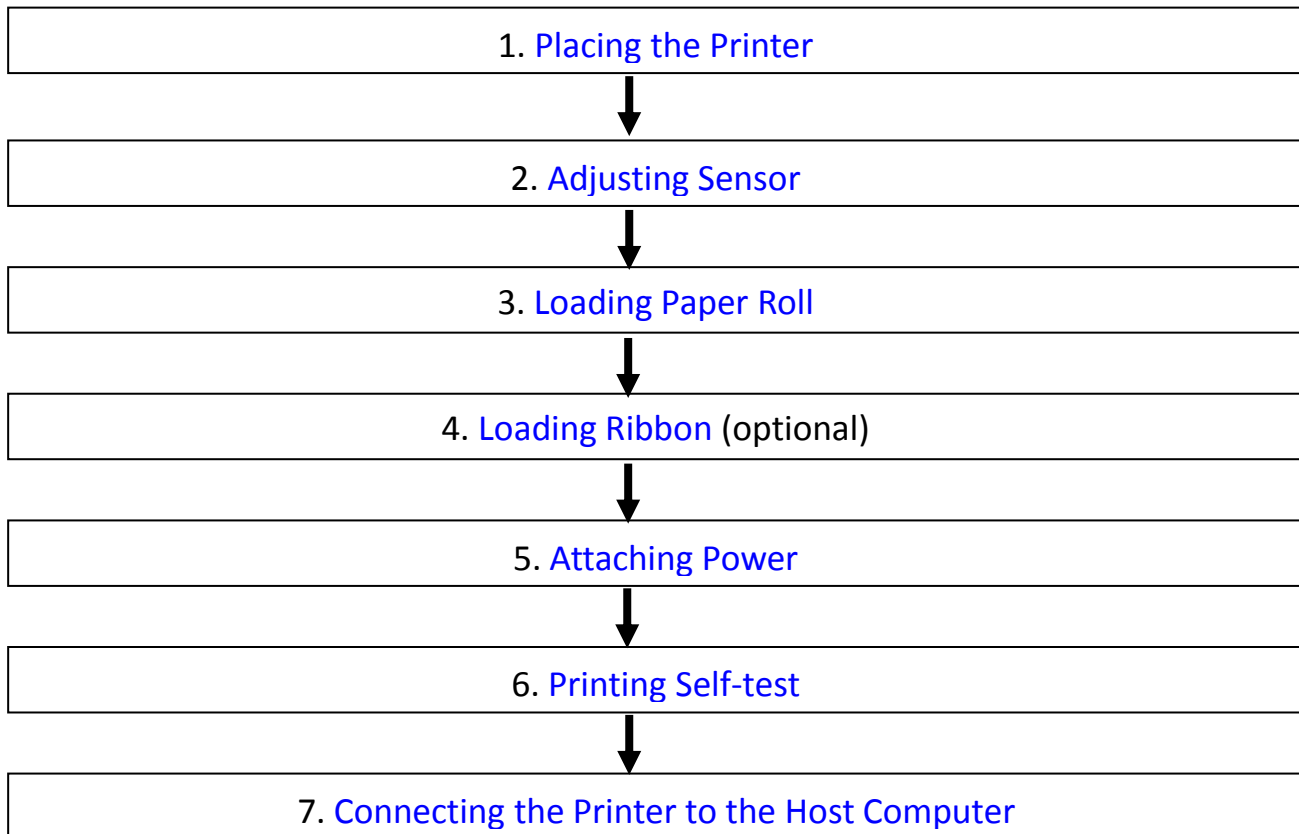 1. Placing the Printer
2. Adjusting Sensor
3. Loading Paper Roll
4. Loading Ribbon (optional)
5. Attaching Power
6. Printing Self-test
7. Connecting the Printer to the Host Computer